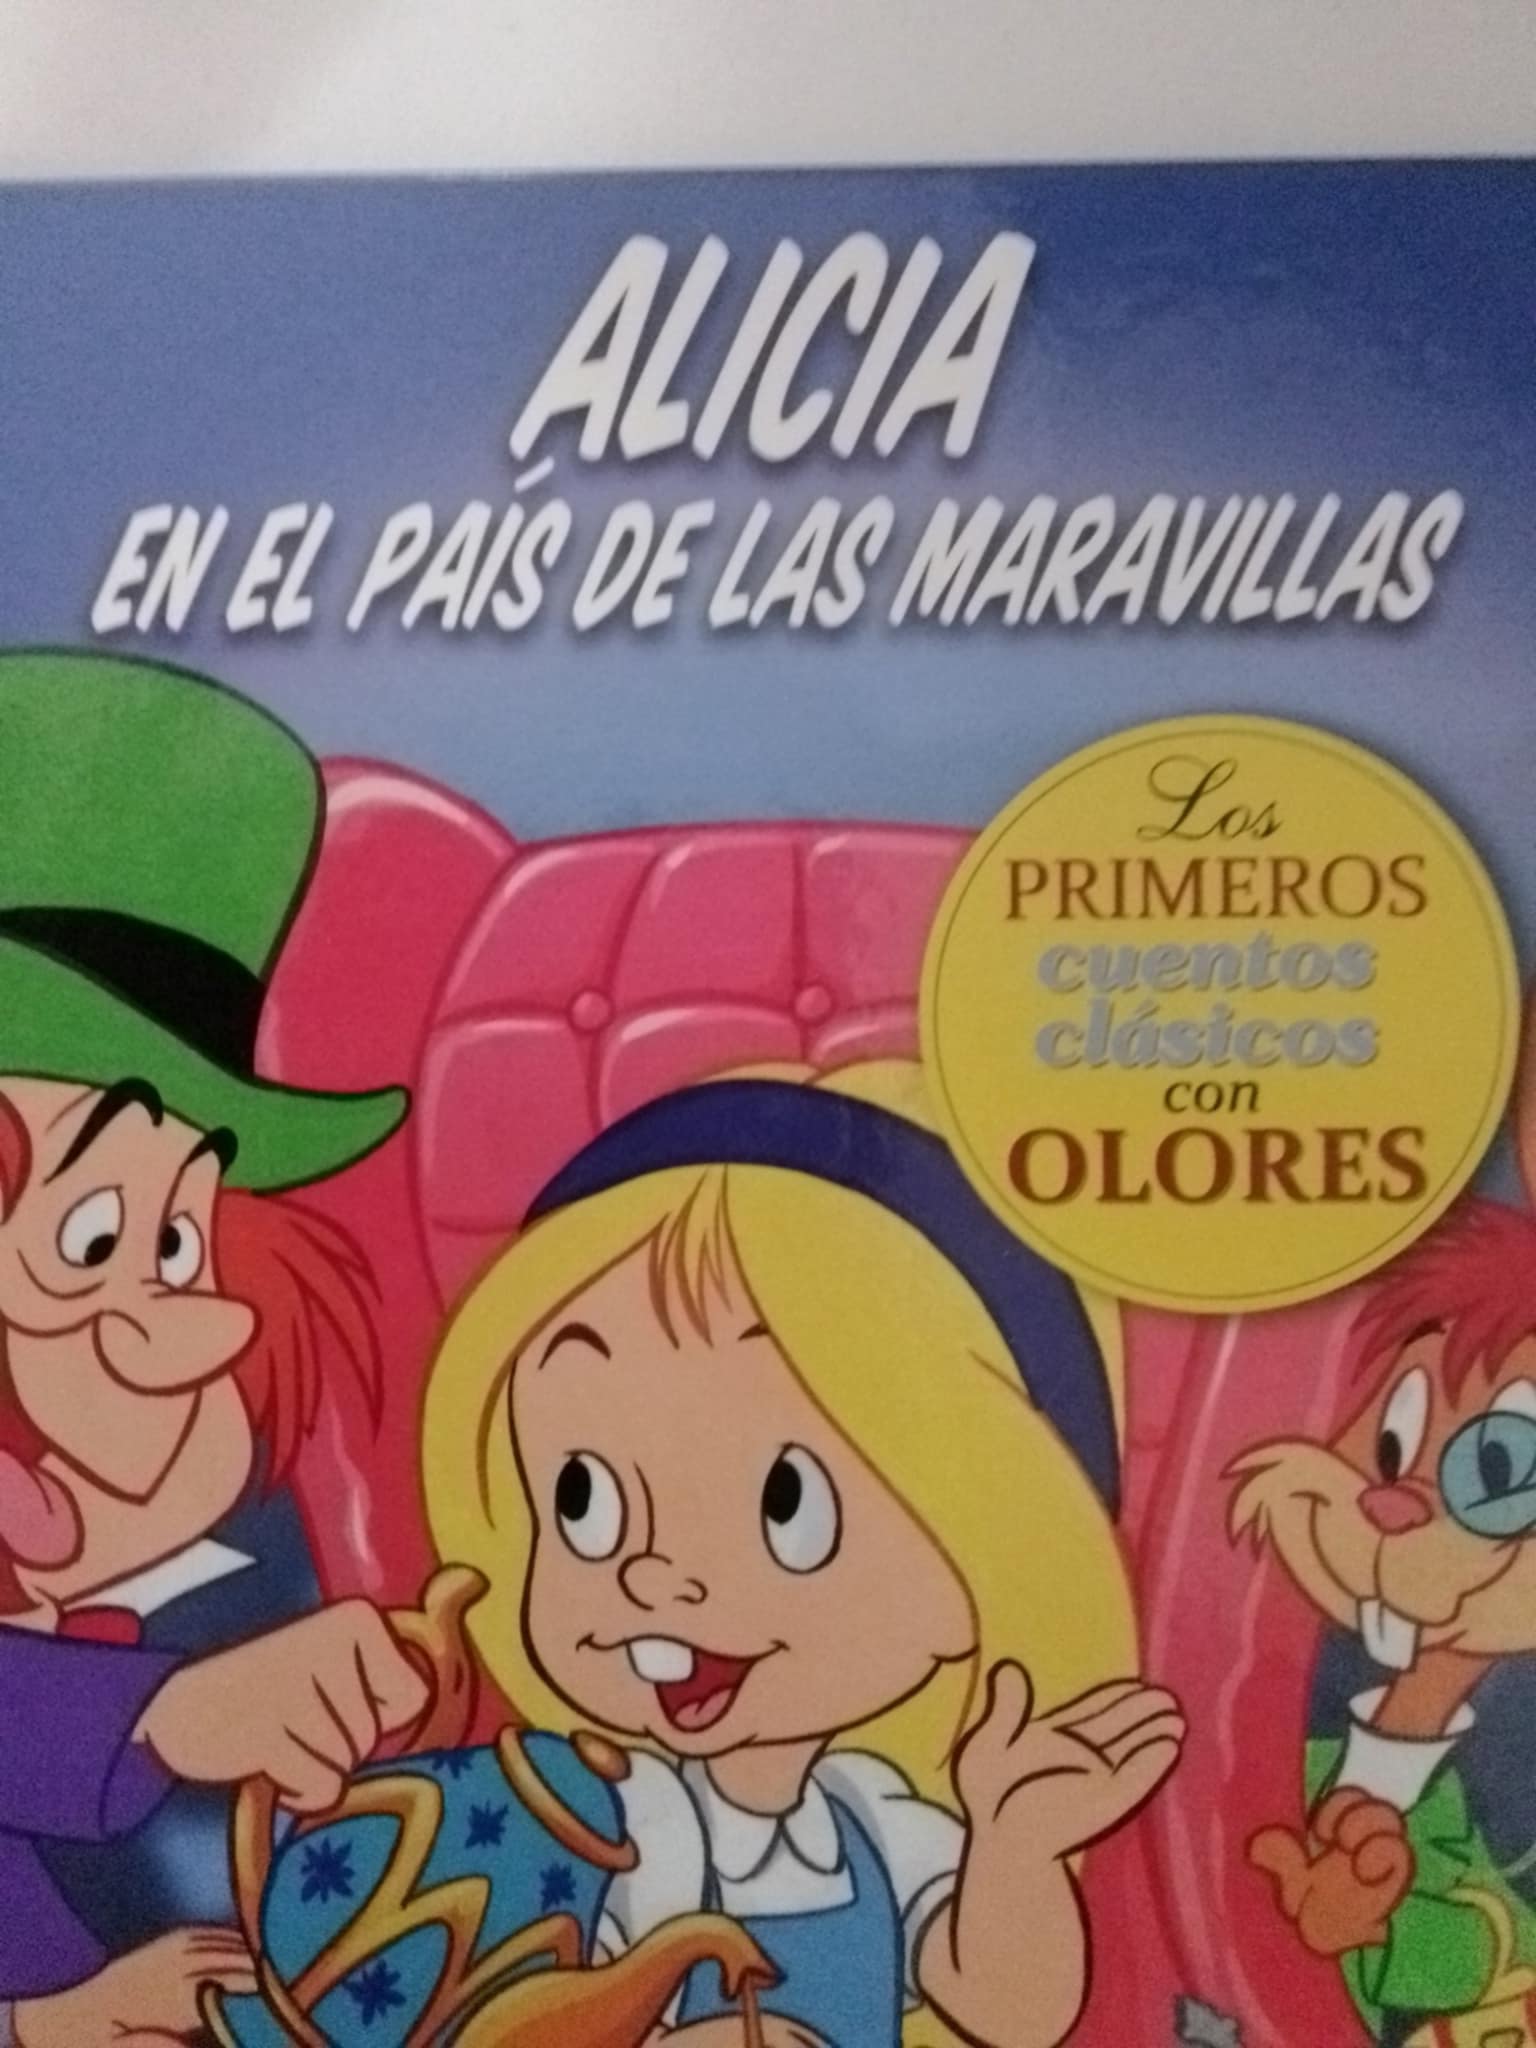 ALICIA
EN EL PAÍS DE LAS MARAVILLAS
Los
PRIMEROS
cuentos
clásicos
con
OLORES